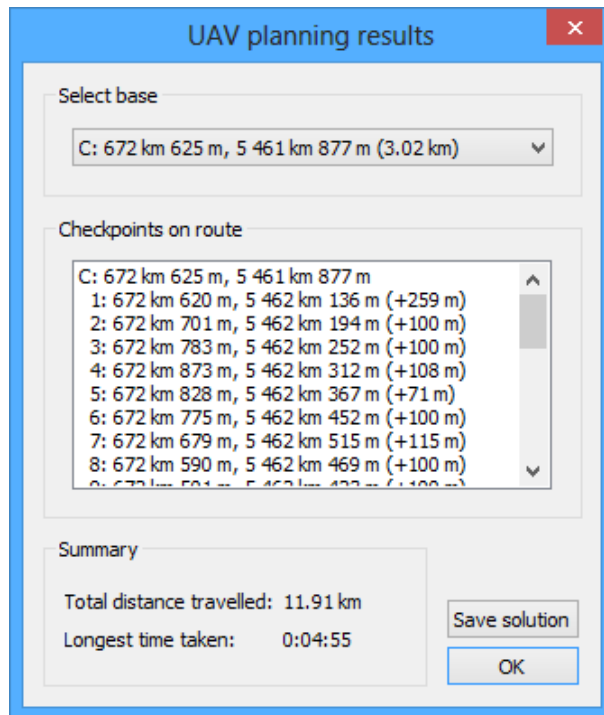 UAV planning results
Select base
C: 672 km 625 m, 5 461 km 877 m (3.02 km)
Checkpoints on route
C: 672 km 625 m, 5 461 km 877 m
1: 672 km 620 m, 5 462 km 136 m (+259 m)
2: 672 km 701 m, 5 462 km 194 m (+100 m)
3: 672 km 783 m, 5 462 km 252 m (+100 m)
4: 672 km 873 m, 5 462 km 312 m (+108 m)
5: 672 km 828 m, 5 462 km 367 m (+71 m)
6: 672 km 775 m, 5 462 km 452 m (+100 m)
7: 672 km 679 m, 5 462 km 515 m (+115 m)
8: 672 km 590 m, 5 462 km 469 m (+100 m)
Summary
Total distance travelled: 11.91 km
Longest time taken: 0:04:55
Save solution
OK